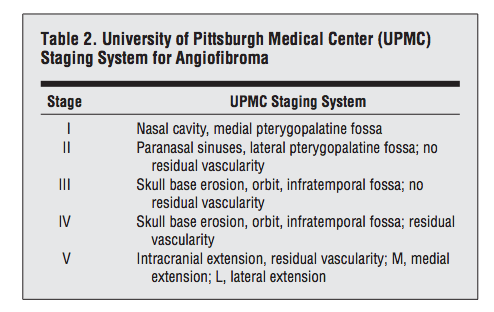 Table 2. University of Pittsburgh Medical Center (UPMC)
Staging System for Angiofibroma
Stage UPMC Staging System
I Nasal cavity, medial pterygopalatine fossa
II Paranasal sinuses, lateral pterygopalatine fossa; no
residual vascularity
III Skull base erosion, orbit, infratemporal fossa; no
residual vascularity
IV Skull base erosion, orbit, infratemporal fossa; residual
vascularity
V Intracranial extension, residual vascularity; M, medial
extension; L, lateral extension